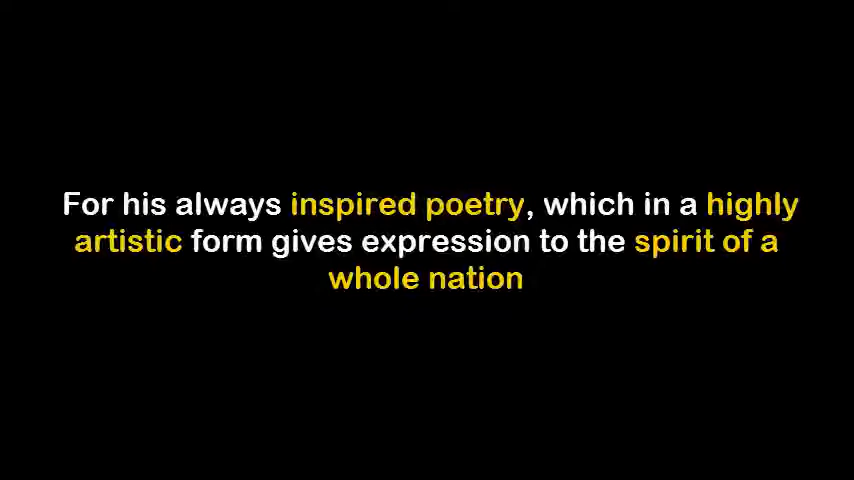 For his always inspired poetry, which in a highly
artistic form gives expression to the spirit of a
whole nation